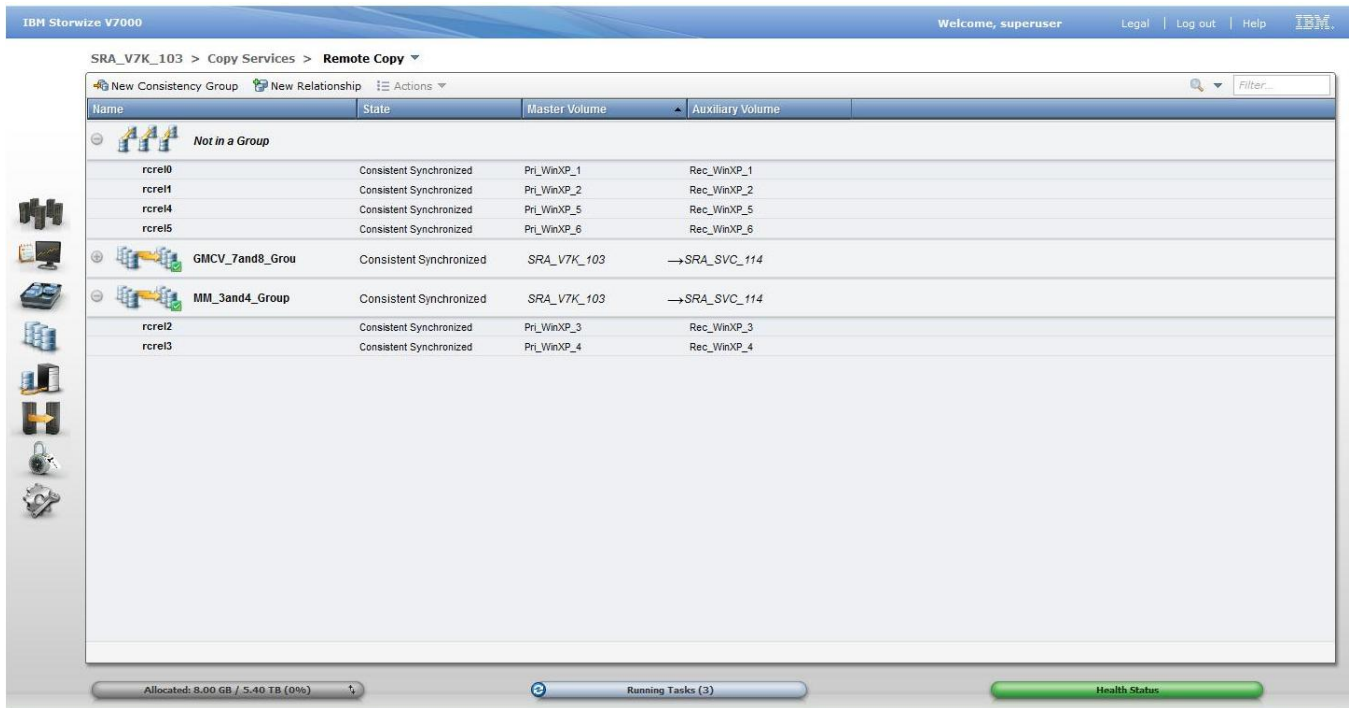 IBM Storwize V7000 Welcome, superuser Legal | Log out | Help IBM.
SRA_V7K_103 > Copy Services > Remote Copy
New Consistency Group New Relationship Actions Filter...
Name State Master Volume Auxiliary Volume
Not in a Group
rcrel0 Consistent Synchronized Pri_WinXP_1 Rec_WinXP_1
rcrel1 Consistent Synchronized Pri_WinXP_2 Rec_WinXP_2
rcrel4 Consistent Synchronized Pri_WinXP_5 Rec_WinXP_5
rcrel5 Consistent Synchronized Pri_WinXP_6 Rec_WinXP_6
GMCV_7and8_Grou Consistent Synchronized SRA_V7K_103 →SRA_SVC_114
MM_3and4_Group Consistent Synchronized SRA_V7K_103 →SRA_SVC_114
rcrel2 Consistent Synchronized Pri_WinXP_3 Rec_WinXP_3
rcrel3 Consistent Synchronized Pri_WinXP_4 Rec_WinXP_4
Allocated: 8.00 GB / 5.40 TB (0%) Running Tasks (3) Health Status